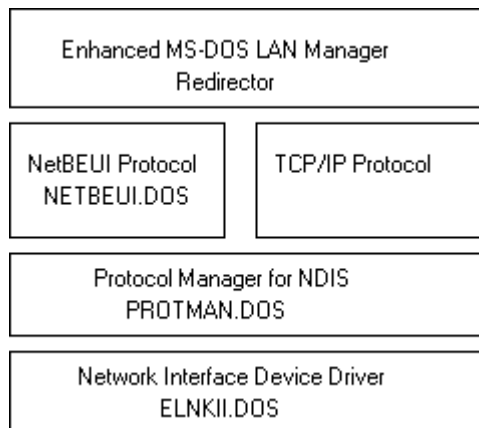 Enhanced MS-DOS LAN Manager
Redirector
NetBEUI Protocol
NETBEUI.DOS
TCP/IP Protocol
Protocol Manager for NDIS
PROTMAN.DOS
Network Interface Device Driver
ELNKII.DOS